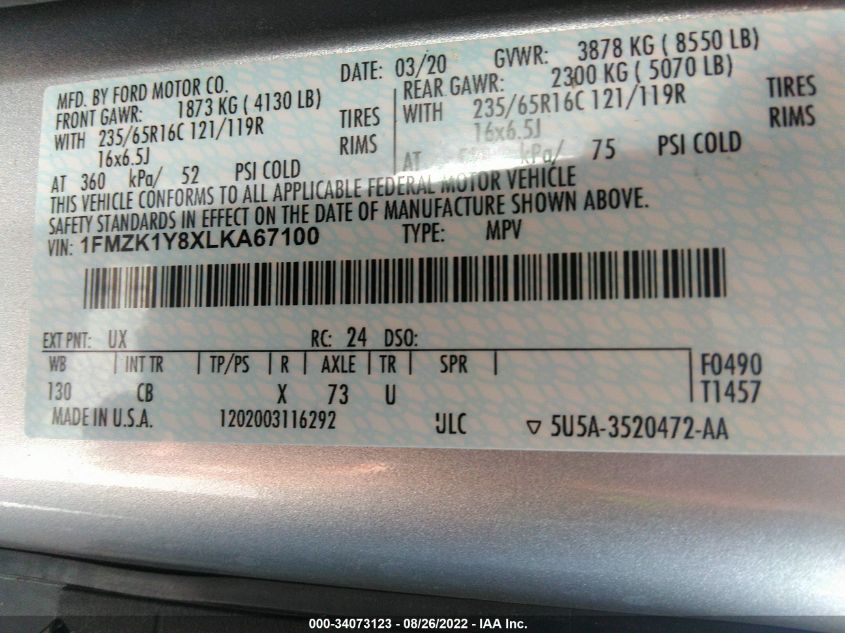 MFD. BY FORD MOTOR CO. DATE: 03/20 GVWR: 3878 KG ( 8550 LB)
FRONT GAWR: 1873 KG ( 4130 LB) REAR GAWR: 2300 KG ( 5070 LB)
WITH 235/65R16C 121/119R TIRES WITH 235/65R16C 121/119R TIRES
16x6.5J RIMS 16x6.5J RIMS
AT 360 kPa/ 52 PSI COLD AT kPa/ 75 PSI COLD
THIS VEHICLE CONFORMS TO ALL APPLICABLE FEDERAL MOTOR VEHICLE
SAFETY STANDARDS IN EFFECT ON THE DATE OF MANUFACTURE SHOWN ABOVE.
VIN: 1FMZK1Y8XLKA67100 TYPE: MPV
EXT PNT: UX RC: 24 DSO:
WB INT TR TP/PS R AXLE TR SPR F0490
130 CB X 73 U T1457
MADE IN U.S.A. 1202003116292 ULC ▽ 5U5A-3520472-AA
000-34073123 - 08/26/2022 - IAA Inc.